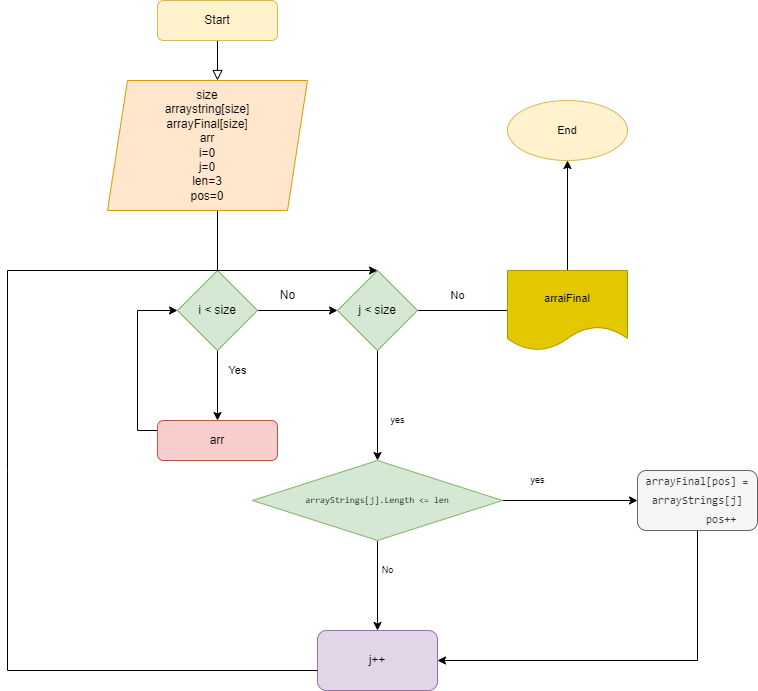 Start
size
arraystring[size]
arrayFinal[size]
arr
i=0
j=0
len=3
pos=0
End
i < size
No
j < size
No
arraiFinal
Yes
arr
yes
arrayStrings[j].Length <= len
yes
arrayFinal[pos] =
arrayStrings[j]
pos++
No
j++